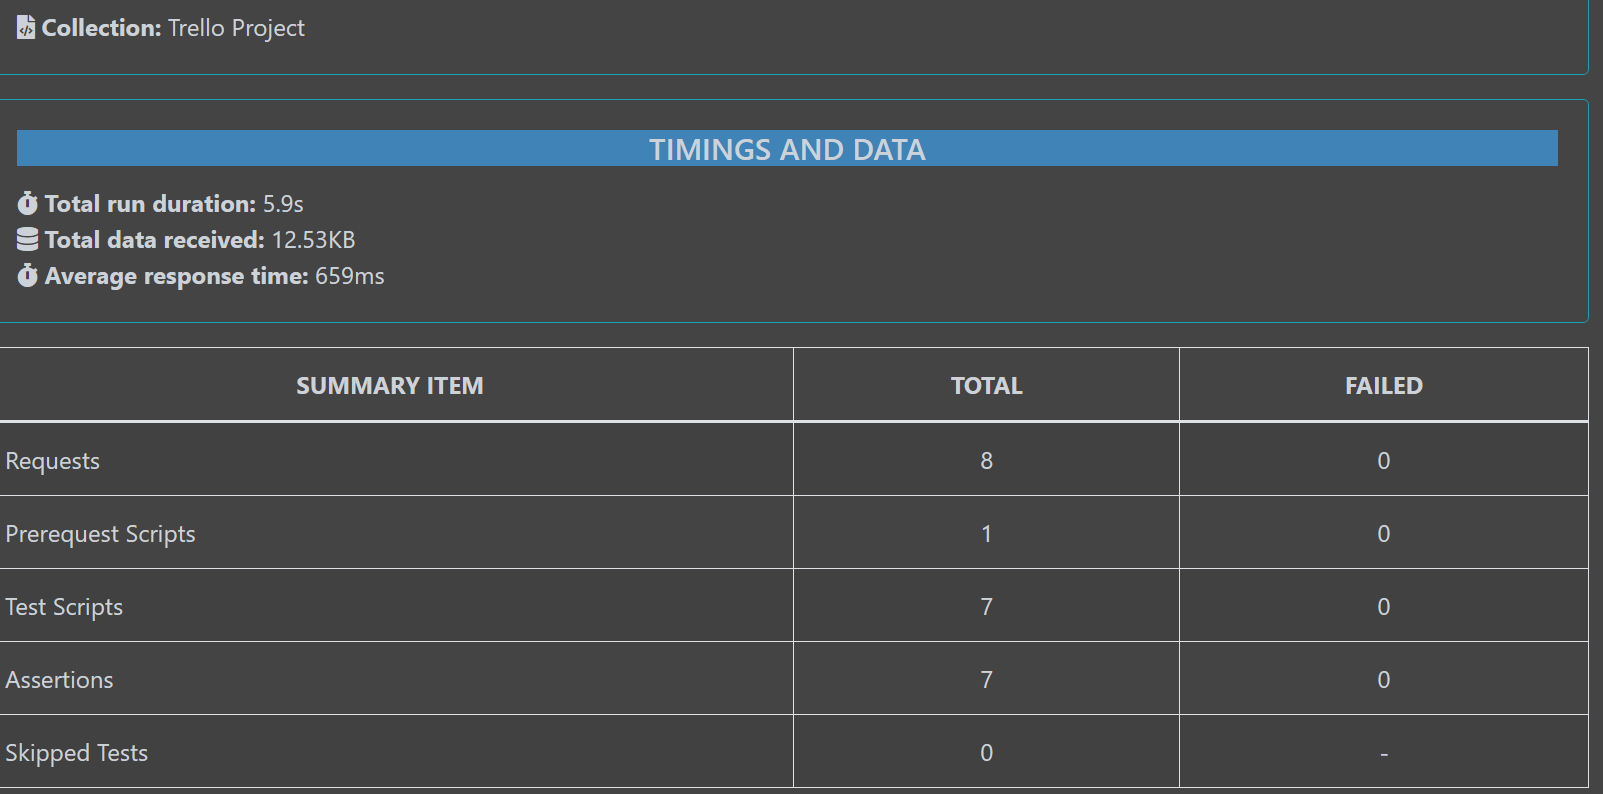 Collection: Trello Project
TIMINGS AND DATA
Total run duration: 5.9s
Total data received: 12.53KB
Average response time: 659ms
SUMMARY ITEM TOTAL FAILED
Requests 8 0
Prerequest Scripts 1 0
Test Scripts 7 0
Assertions 7 0
Skipped Tests 0 -